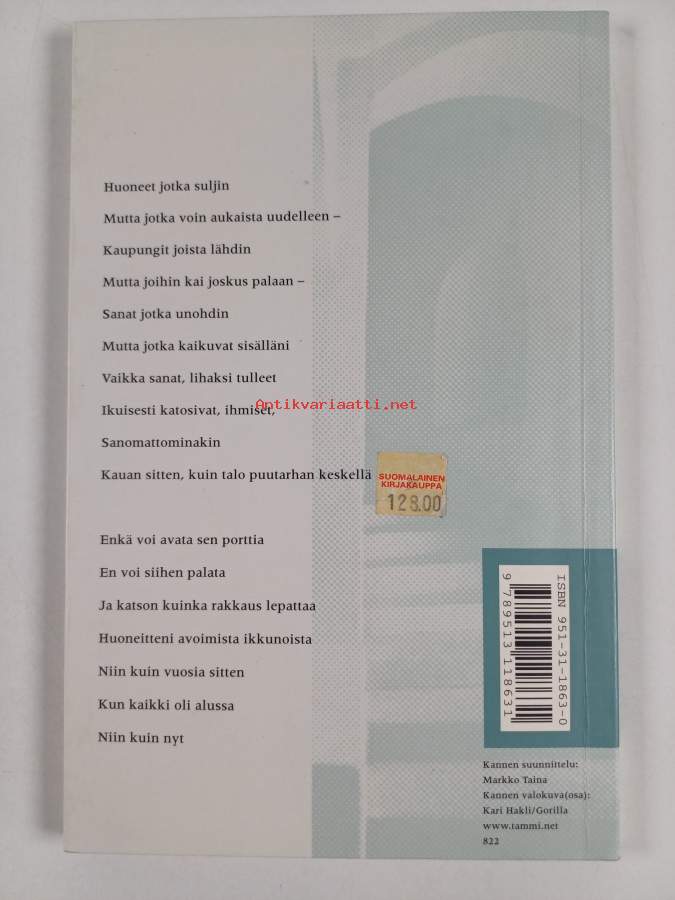 Huoneet jotka suljin
Mutta jotka voin aukaista uudelleen –
Kaupungit joista lähdin
Mutta joihin kai joskus palaan –
Sanat jotka unohdin
Mutta jotka kaikuvat sisälläni
Vaikka sanat, lihaksi tulleet
Antikvariaatti.net
Ikuisesti katosivat, ihmiset,
Sanomattominakin
Kauan sitten, kuin talo puutarhan keskellä
SUOMALAINEN
KIRJAKAUPPA
128.00
Enkä voi avata sen porttia
En voi siihen palata
Ja katson kuinka rakkaus lepattaa
Huoneitteni avoimista ikkunoista
Niin kuin vuosia sitten
Kun kaikki oli alussa
Niin kuin nyt
ISBN 951-31-1863-0
9 789513 118631
Kannen suunnittelu:
Markko Taina
Kannen valokuva(osa):
Kari Hakli/Gorilla
www.tammi.net
822